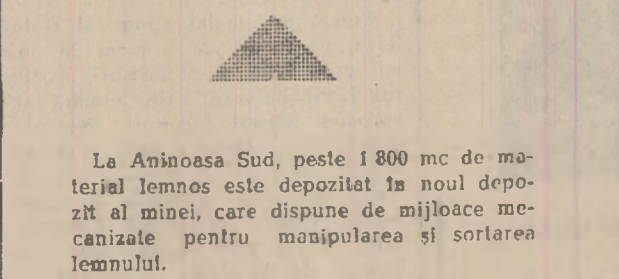 La Aninoasa Sud, peste 1 800 mc de ma-
terial lemnos este depozitat în noul depo-
zit al minei, care dispune de mijloace me-
canizate pentru manipularea și sortarea
lemnului.